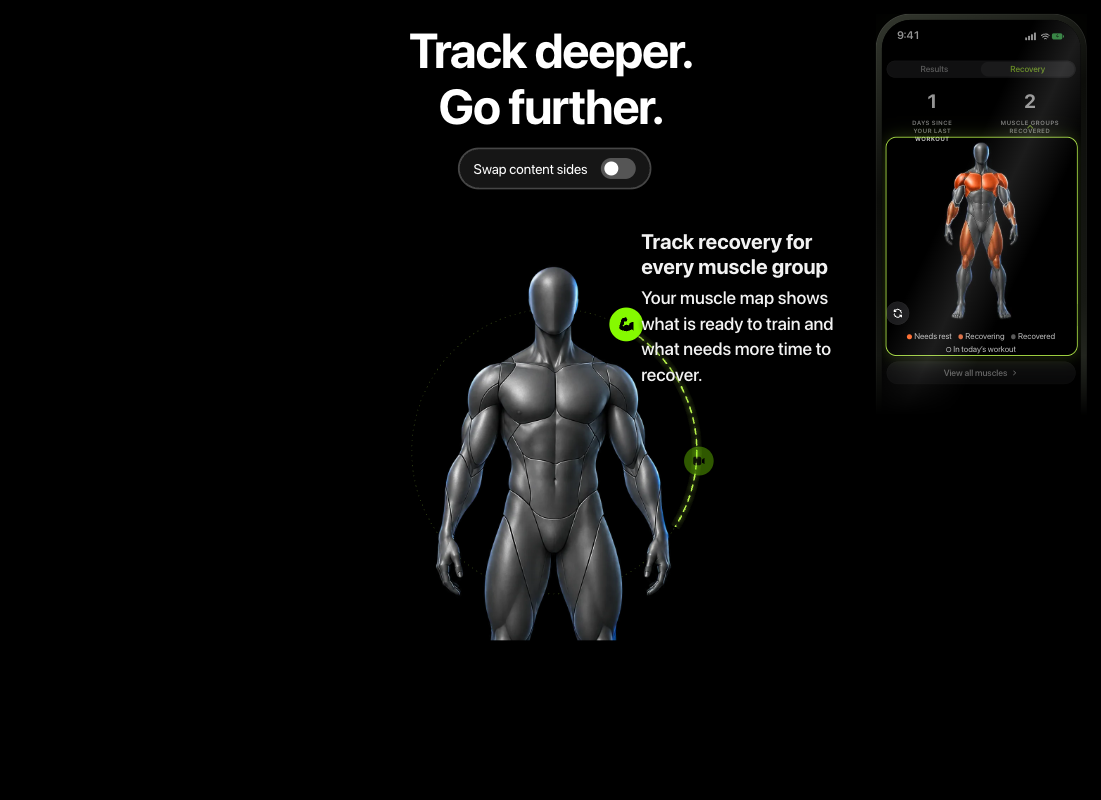 Track deeper.
Go further.
Swap content sides
Track recovery for
every muscle group
Your muscle map shows
what is ready to train and
what needs more time to
recover.
9:41
Results
Recovery
1
2
DAYS SINCE
YOUR LAST
WORKOUT
MUSCLE GROUPS
RECOVERED
Needs rest
Recovering
Recovered
In today's workout
View all muscles